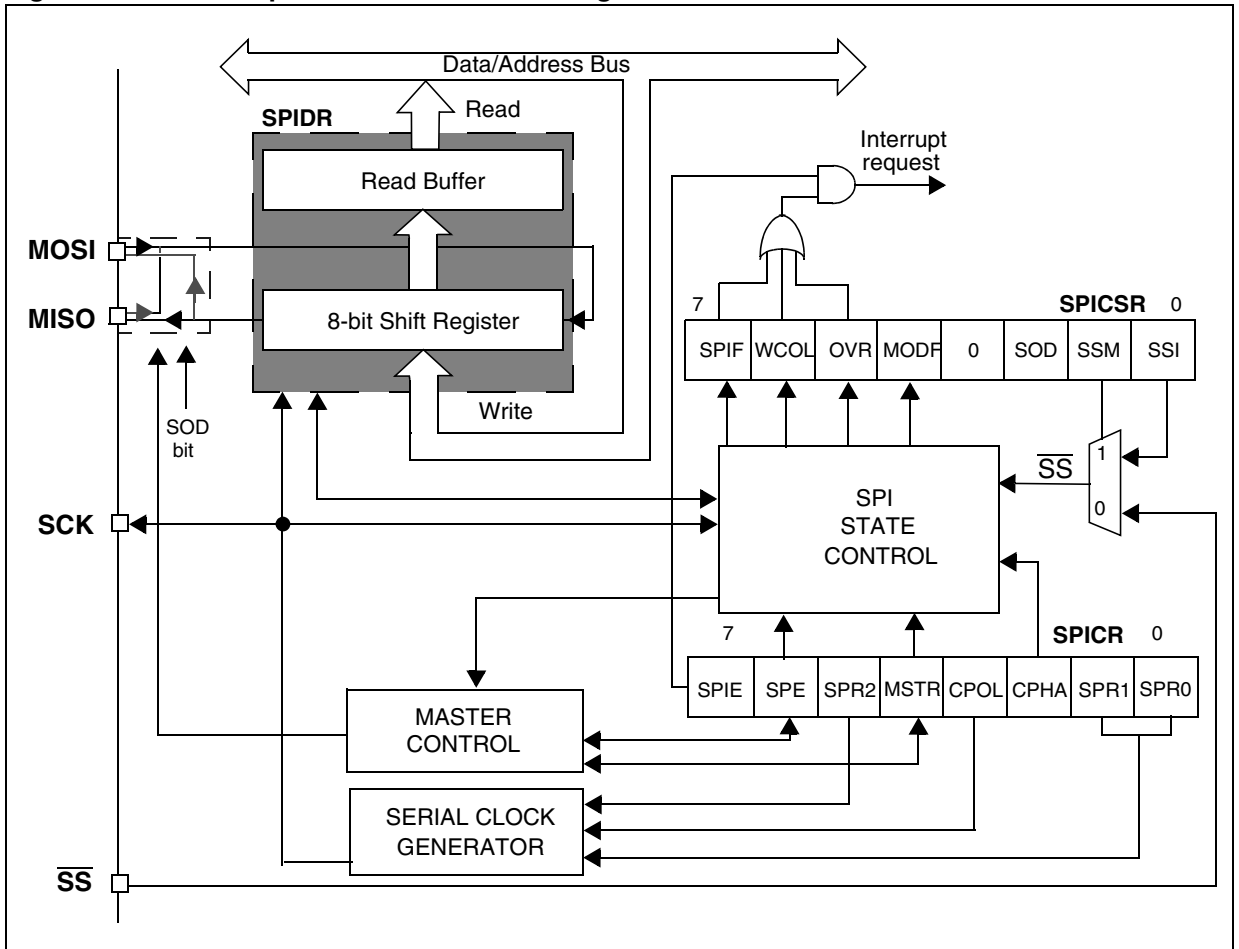 Data/Address Bus
SPIDR
Read
Read Buffer
Interrupt
request
MOSI
MISO
8-bit Shift Register
7
SPICSR
0
SPIF
WCOL
OVR
MODF
0
SOD
SSM
SSI
Write
SOD
bit
1
SS
0
SCK
SPI
STATE
CONTROL
7
SPICR
0
SPIE
SPE
SPR2
MSTR
CPOL
CPHA
SPR1
SPR0
MASTER
CONTROL
SERIAL CLOCK
GENERATOR
SS